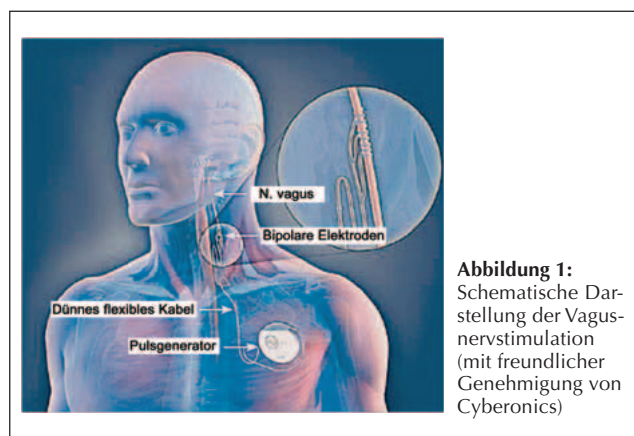 N. vagus
Bipolare Elektroden
Dünnes flexibles Kabel
Pulsgenerator
Abbildung 1:
Schematische Dar-
stellung der Vagus-
nervstimulation
(mit freundlicher
Genehmigung von
Cyberonics)